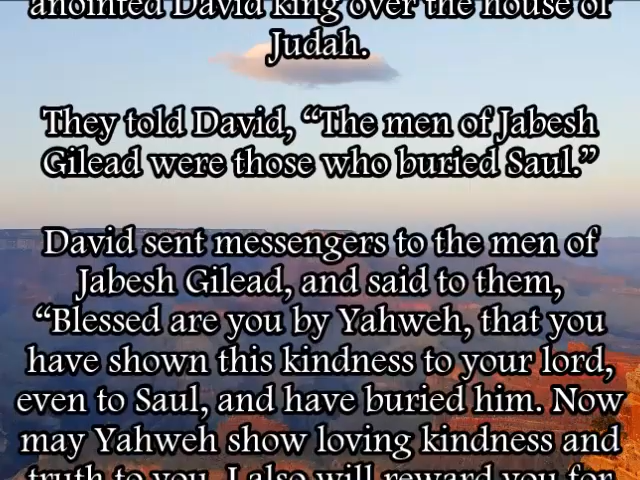 anointed David king over the house of
Judah.
They told David, “The men of Jabesh
Gilead were those who buried Saul.”
David sent messengers to the men of
Jabesh Gilead, and said to them,
“Blessed are you by Yahweh, that you
have shown this kindness to your lord,
even to Saul, and have buried him. Now
may Yahweh show loving kindness and
truth to you. I also will reward you for